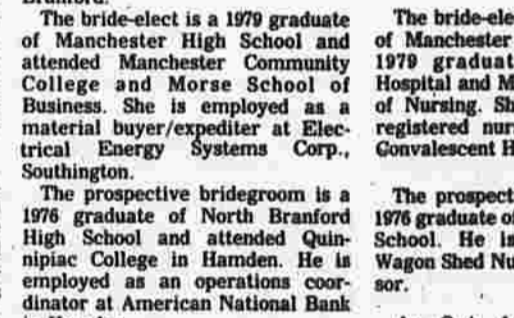 The bride-elect is a 1979 graduate
of Manchester High School and
attended Manchester Community
College and Morse School of
Business. She is employed as a
material buyer/expediter at Elec-
trical Energy Systems Corp.,
Southington.
The prospective bridegroom is a
1976 graduate of North Branford
High School and attended Quin-
nipiac College in Hamden. He is
employed as an operations coor-
dinator at American National Bank
The bride-ele
of Manchester
1979 graduat
Hospital and M
of Nursing. Sh
registered nur
Convalescent H
The prospect
1976 graduate of
School. He is
Wagon Shed Nu
sor.